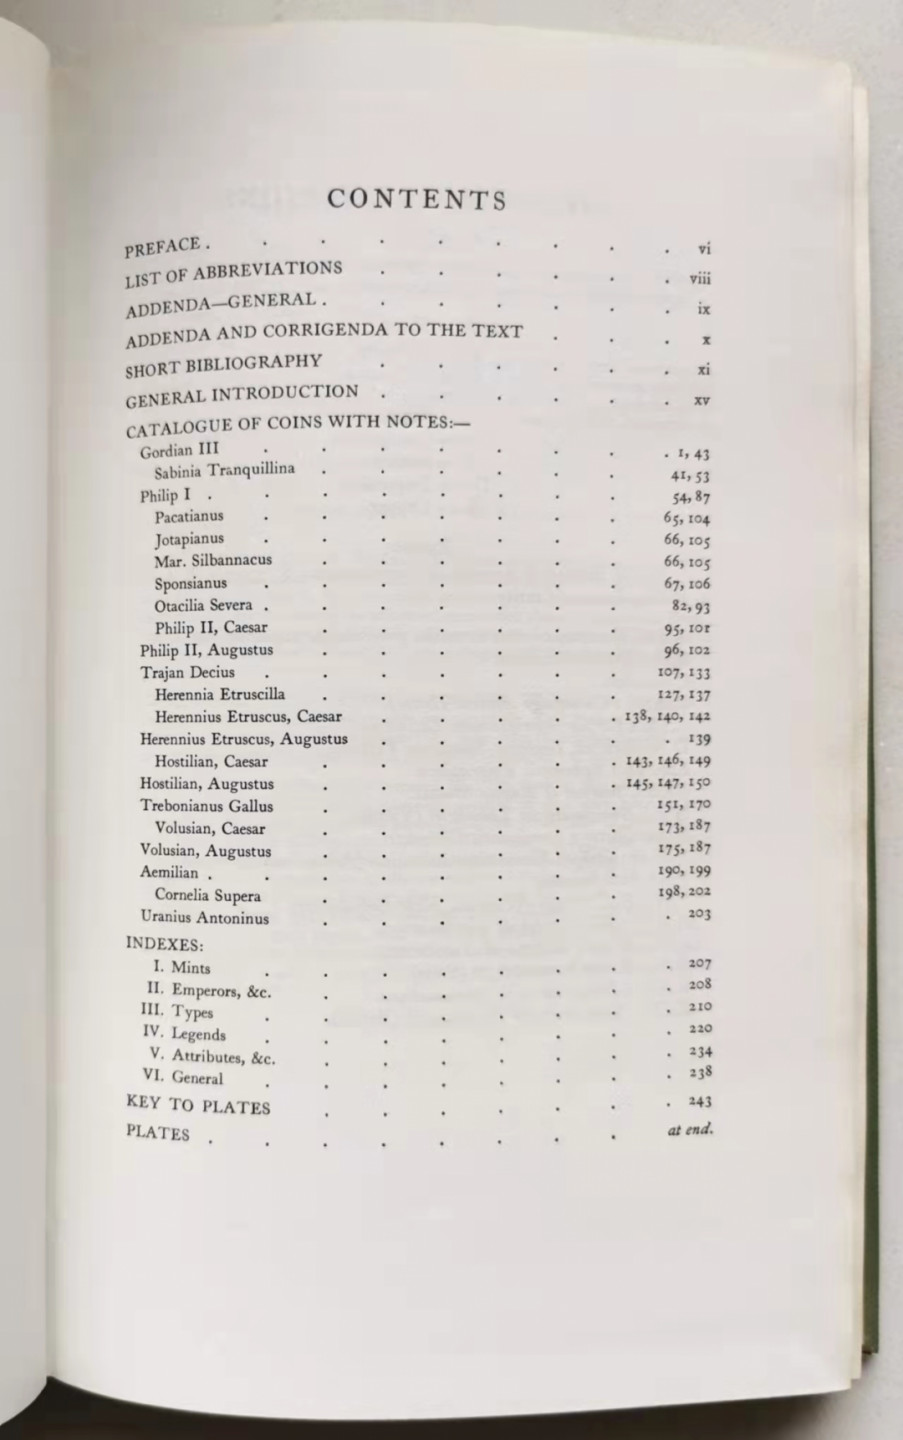 CONTENTS
PREFACE . . . . . . . . . vi
LIST OF ABBREVIATIONS . . . . . . viii
ADDENDA—GENERAL . . . . . . . ix
ADDENDA AND CORRIGENDA TO THE TEXT . . . x
SHORT BIBLIOGRAPHY . . . . . . xi
GENERAL INTRODUCTION . . . . . . xv
CATALOGUE OF COINS WITH NOTES:—
Gordian III . . . . . . . . 1, 43
Sabinia Tranquillina . . . . . . 41, 53
Philip I . . . . . . . . 54, 87
Pacatianus . . . . . . . 65, 104
Jotapianus . . . . . . . 66, 105
Mar. Silbannacus . . . . . . 66, 105
Sponsianus . . . . . . . 67, 106
Otacilia Severa . . . . . . . 82, 93
Philip II, Caesar . . . . . . 95, 101
Philip II, Augustus . . . . . . 96, 102
Trajan Decius . . . . . . . 107, 133
Herennia Etruscilla . . . . . . 127, 137
Herennius Etruscus, Caesar . . . . . 138, 140, 142
Herennius Etruscus, Augustus . . . . . . 139
Hostilian, Caesar . . . . . . 143, 146, 149
Hostilian, Augustus . . . . . . 145, 147, 150
Trebonianus Gallus . . . . . . 151, 170
Volusian, Caesar . . . . . . 173, 187
Volusian, Augustus . . . . . . 175, 187
Aemilian . . . . . . . . 190, 199
Cornelia Supera . . . . . . 198, 202
Uranius Antoninus . . . . . . . 203
INDEXES:
I. Mints . . . . . . . . 207
II. Emperors, &c. . . . . . . . 208
III. Types . . . . . . . . 210
IV. Legends . . . . . . . . 220
V. Attributes, &c. . . . . . . . 234
VI. General . . . . . . . . 238
KEY TO PLATES . . . . . . . 243
PLATES . . . . . . . . at end.